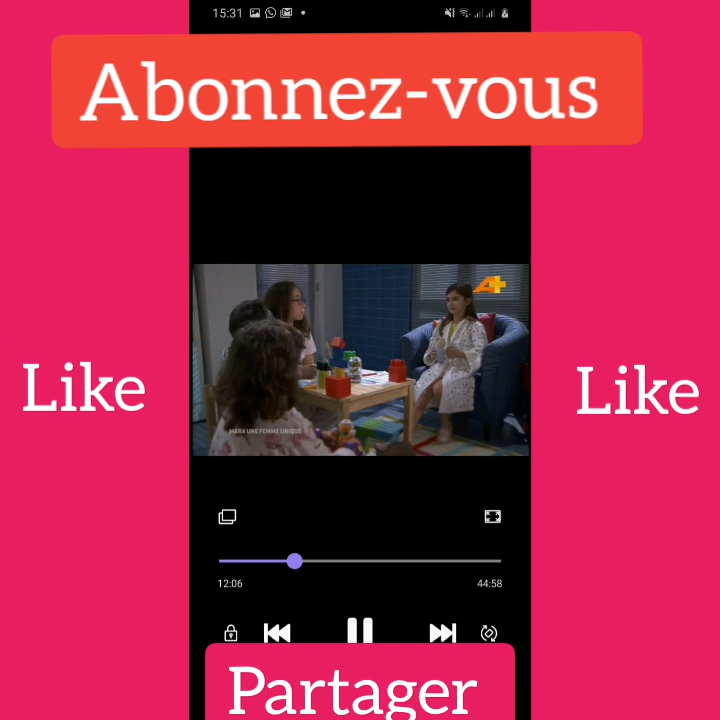 15:31
Abonnez-vous
A+
Like
Like
MARA UNE FEMME UNIQUE
12:06
44:58
Partager